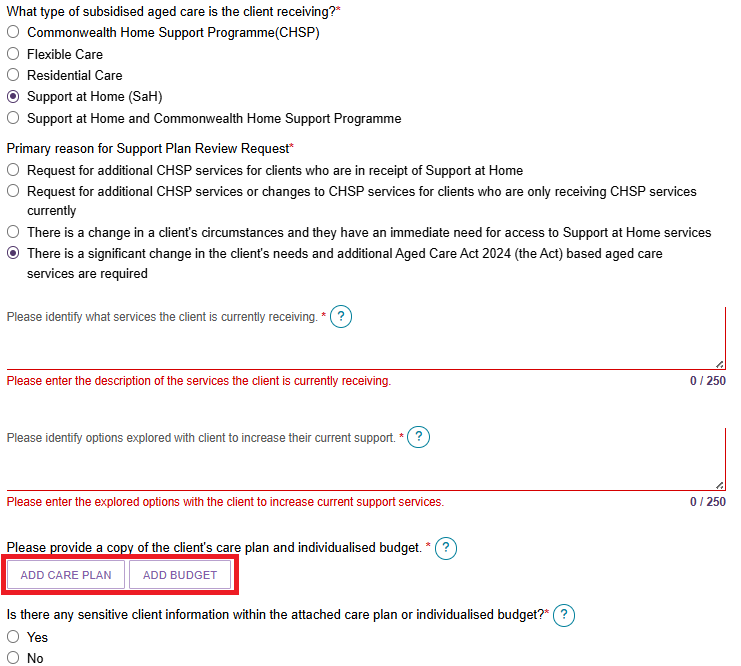 What type of subsidised aged care is the client receiving?*
Commonwealth Home Support Programme(CHSP)
Flexible Care
Residential Care
Support at Home (SaH)
Support at Home and Commonwealth Home Support Programme
Primary reason for Support Plan Review Request*
Request for additional CHSP services for clients who are in receipt of Support at Home
Request for additional CHSP services or changes to CHSP services for clients who are only receiving CHSP services
currently
There is a change in a client's circumstances and they have an immediate need for access to Support at Home services
There is a significant change in the client's needs and additional Aged Care Act 2024 (the Act) based aged care
services are required
Please identify what services the client is currently receiving. * ?
Please enter the description of the services the client is currently receiving. 0 / 250
Please identify options explored with client to increase their current support. * ?
Please enter the explored options with the client to increase current support services. 0 / 250
Please provide a copy of the client's care plan and individualised budget. * ?
ADD CARE PLAN ADD BUDGET
Is there any sensitive client information within the attached care plan or individualised budget?* ?
Yes
No